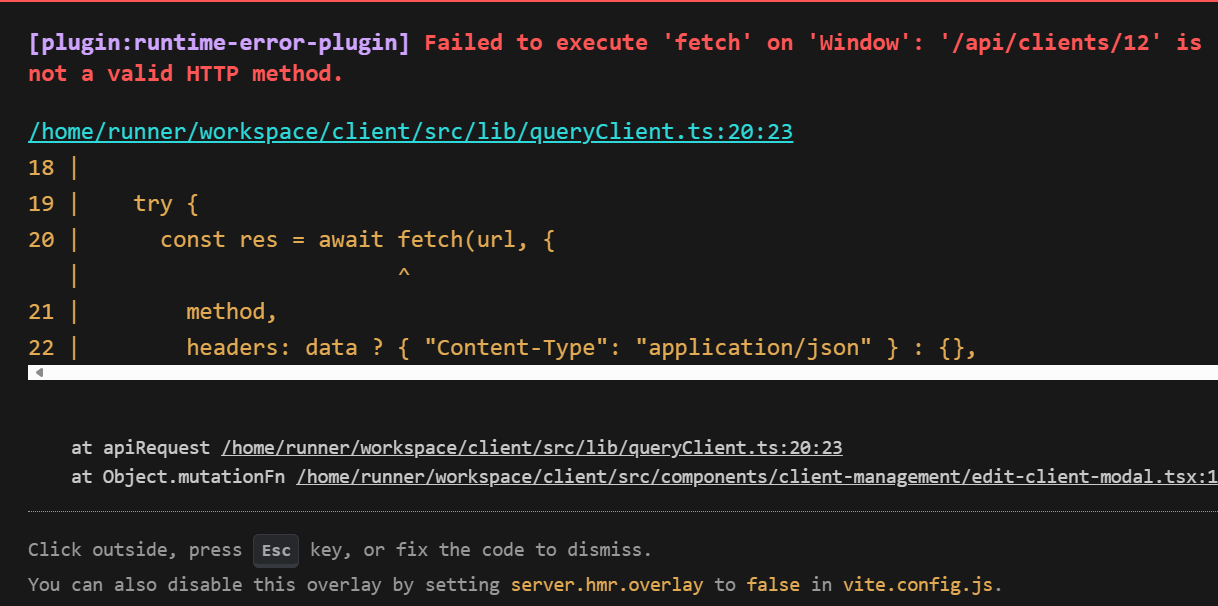 [plugin:runtime-error-plugin] Failed to execute 'fetch' on 'Window': '/api/clients/12' is
not a valid HTTP method.
/home/runner/workspace/client/src/lib/queryClient.ts:20:23
18 |
19 |    try {
20 |      const res = await fetch(url, {
   |                        ^
21 |        method,
22 |        headers: data ? { "Content-Type": "application/json" } : {},
at apiRequest /home/runner/workspace/client/src/lib/queryClient.ts:20:23
at Object.mutationFn /home/runner/workspace/client/src/components/client-management/edit-client-modal.tsx:1
Click outside, press Esc key, or fix the code to dismiss.
You can also disable this overlay by setting server.hmr.overlay to false in vite.config.js.